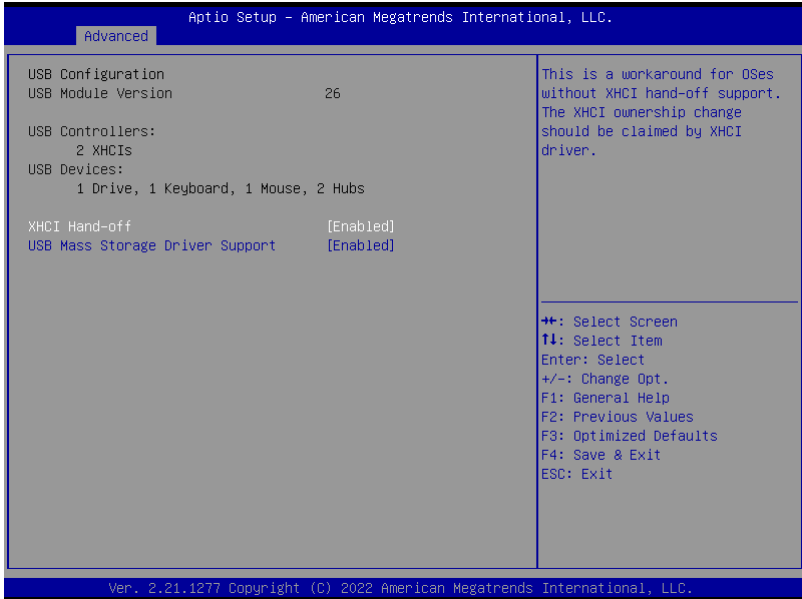 Aptio Setup – American Megatrends International, LLC.
Advanced
USB Configuration
USB Module Version 26
USB Controllers:
2 XHCIs
USB Devices:
1 Drive, 1 Keyboard, 1 Mouse, 2 Hubs
XHCI Hand-off [Enabled]
USB Mass Storage Driver Support [Enabled]
This is a workaround for OSes
without XHCI hand-off support.
The XHCI ownership change
should be claimed by XHCI
driver.
→←: Select Screen
↑↓: Select Item
Enter: Select
+/-: Change Opt.
F1: General Help
F2: Previous Values
F3: Optimized Defaults
F4: Save & Exit
ESC: Exit
Ver. 2.21.1277 Copyright (C) 2022 American Megatrends International, LLC.